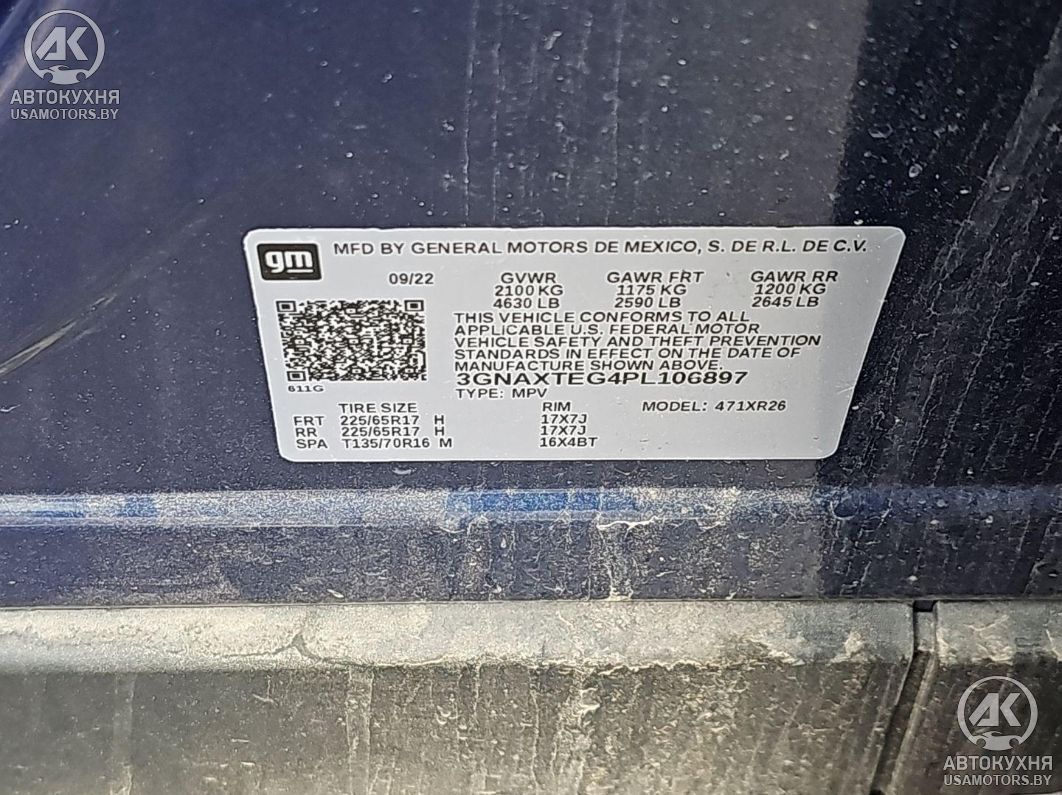 АК
АВТОКУХНЯ
USAMOTORS.BY
gm
MFD BY GENERAL MOTORS DE MEXICO, S. DE R.L. DE C.V.
09/22 GVWR GAWR FRT GAWR RR
2100 KG 1175 KG 1200 KG
4630 LB 2590 LB 2645 LB
THIS VEHICLE CONFORMS TO ALL
APPLICABLE U.S. FEDERAL MOTOR
VEHICLE SAFETY AND THEFT PREVENTION
STANDARDS IN EFFECT ON THE DATE OF
MANUFACTURE SHOWN ABOVE.
3GNAXTEG4PL106897
611G
TYPE: MPV
TIRE SIZE RIM MODEL: 471XR26
FRT 225/65R17 H 17X7J
RR 225/65R17 H 17X7J
SPA T135/70R16 M 16X4BT
АК
АВТОКУХНЯ
USAMOTORS.BY